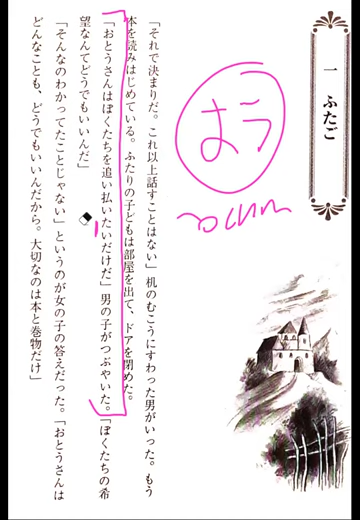 一 ふたご
よう
「それで決まりだ。これ以上話すことはない」机のむこうにすわった男がいった。もう
本を読みはじめている。ふたりの子どもは部屋を出て、ドアを閉めた。
「おとうさんはぼくたちを追い払いたいだけだ」男の子がつぶやいた。「ぼくたちの希
望なんてどうでもいいんだ」
「そんなのわかってたことじゃない」というのが女の子の答えだった。「おとうさんは
どんなことも、どうでもいいんだから。大切なのは本と巻物だけ」